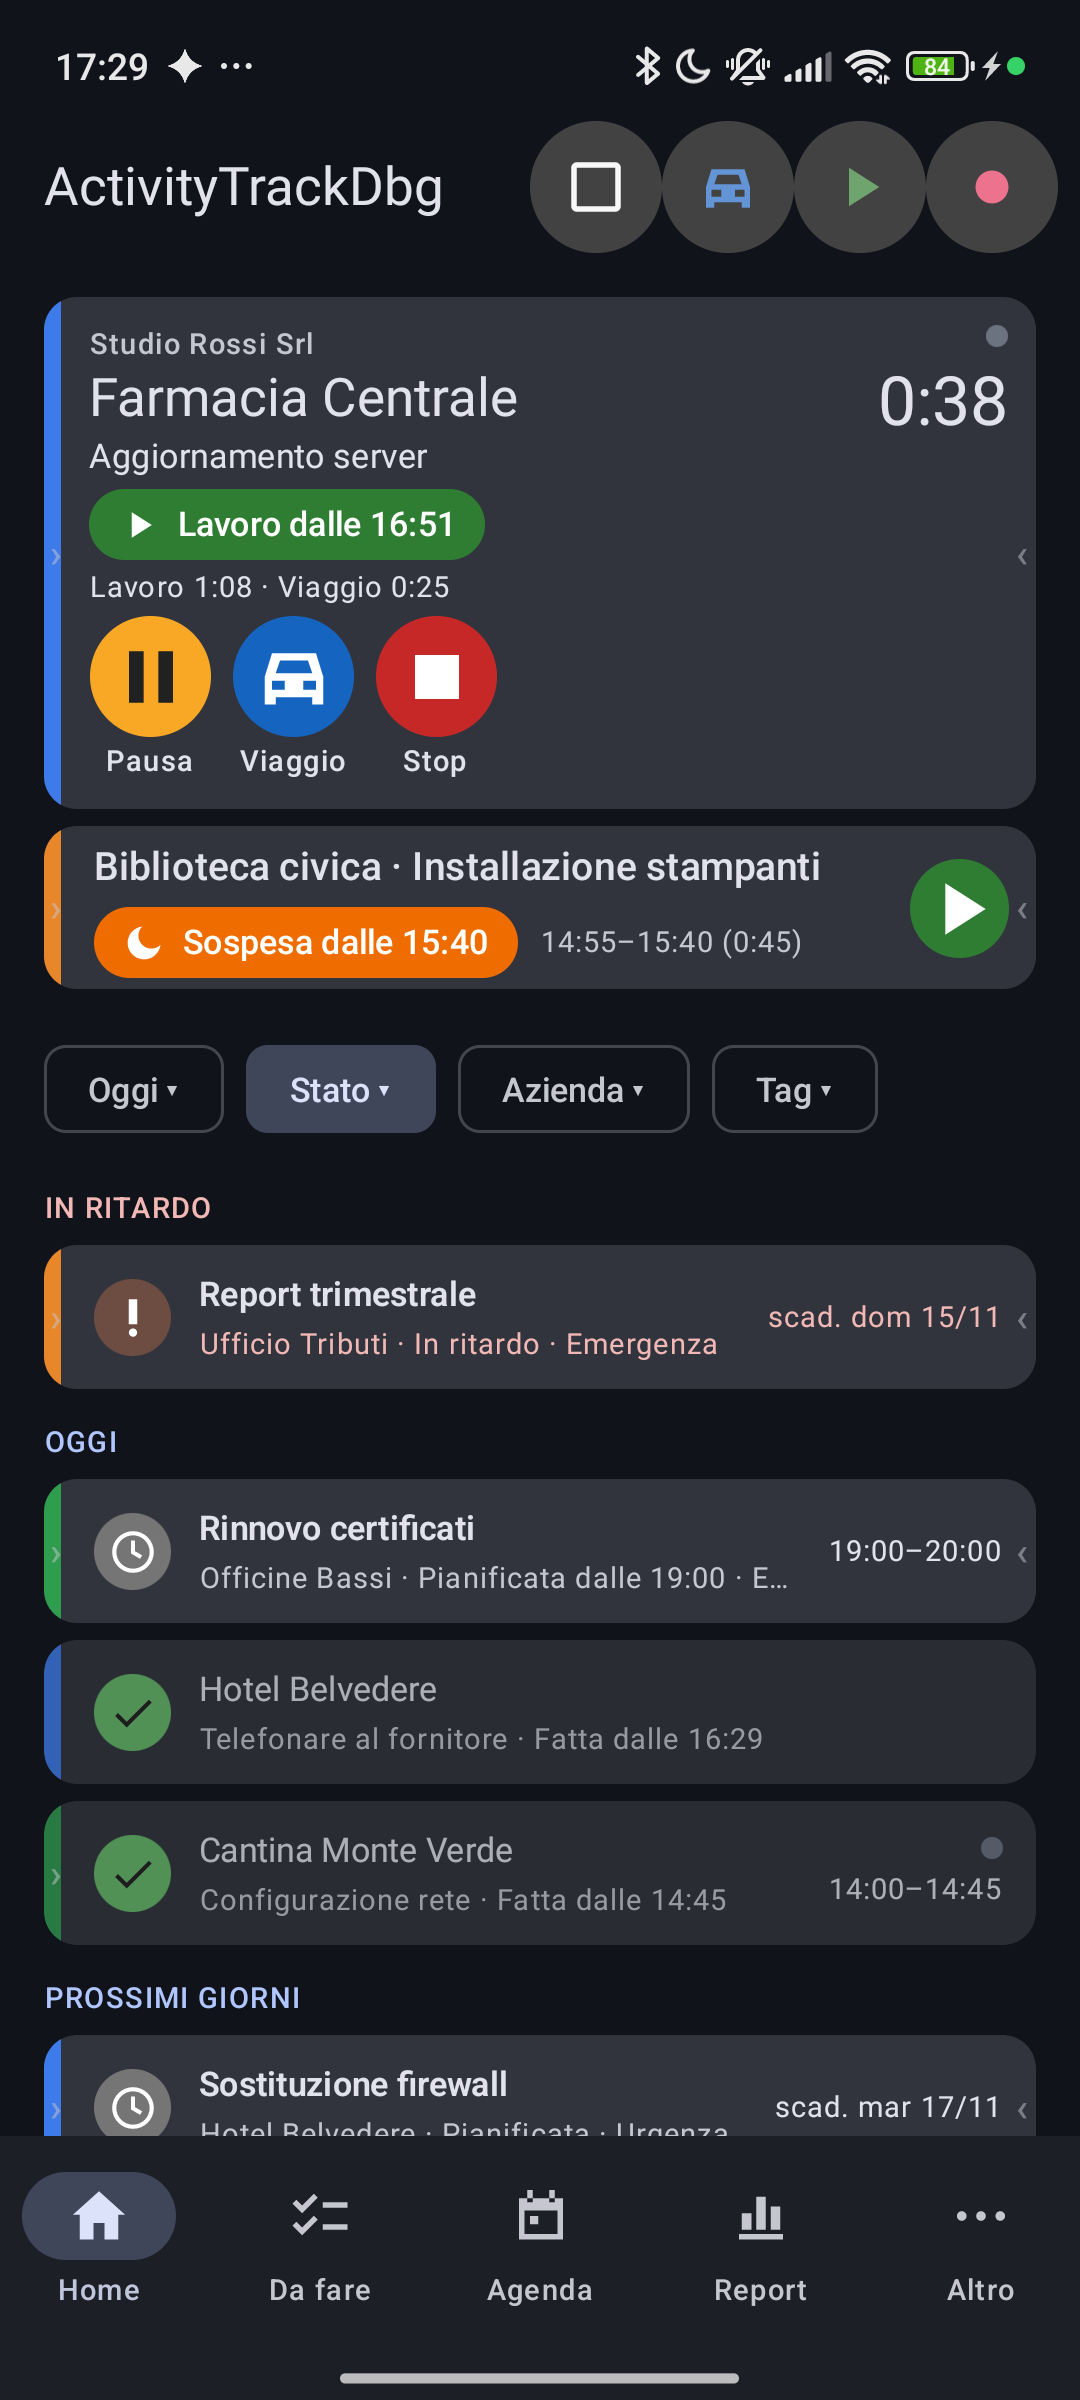 17:29
84
ActivityTrackDbg
Studio Rossi Srl
Farmacia Centrale
0:38
Aggiornamento server
Lavoro dalle 16:51
Lavoro 1:08 · Viaggio 0:25
Pausa
Viaggio
Stop
Biblioteca civica · Installazione stampanti
Sospesa dalle 15:40
14:55–15:40 (0:45)
Oggi ▾
Stato ▾
Azienda ▾
Tag ▾
IN RITARDO
Report trimestrale
Ufficio Tributi · In ritardo · Emergenza
scad. dom 15/11
OGGI
Rinnovo certificati
Officine Bassi · Pianificata dalle 19:00 · E…
19:00–20:00
Hotel Belvedere
Telefonare al fornitore · Fatta dalle 16:29
Cantina Monte Verde
Configurazione rete · Fatta dalle 14:45
14:00–14:45
PROSSIMI GIORNI
Sostituzione firewall
Hotel Belvedere · Pianificata · Urgenza
scad. mar 17/11
Home
Da fare
Agenda
Report
Altro